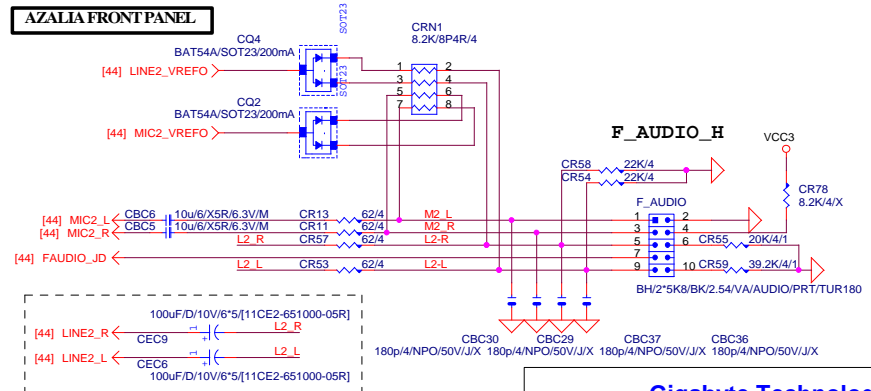 AZALIA FRONT PANEL
SOT23
CQ4
BAT54A/SOT23/200mA
[44] LINE2_VREFO
SOT23
CQ2
BAT54A/SOT23/200mA
[44] MIC2_VREFO
CRN1
8.2K/8P4R/4
1 2
3 4
5 6
7 8
F_AUDIO_H
VCC3
CR58 22K/4
CR54 22K/4
CR78
8.2K/4/X
F_AUDIO
[44] MIC2_L CBC6 10u/6/X5R/6.3V/M CR13 62/4 M2_L 1 2
[44] MIC2_R CBC5 10u/6/X5R/6.3V/M CR11 62/4 M2_R 3 4
L2_R CR57 62/4 L2-R 5 6 CR55 20K/4/1
[44] FAUDIO_JD 7
L2_L CR53 62/4 L2-L 9 10 CR59 39.2K/4/1
BH/2*5K8/BK/2.54/VA/AUDIO/PRT/TUR180
100uF/D/10V/6*5/[11CE2-651000-05R]
[44] LINE2_R 1 + L2_R
CEC9
[44] LINE2_L 1 + L2_L
CEC6
100uF/D/10V/6*5/[11CE2-651000-05R]
CBC30 CBC29 CBC37 CBC36
180p/4/NPO/50V/J/X 180p/4/NPO/50V/J/X 180p/4/NPO/50V/J/X 180p/4/NPO/50V/J/X
Gigabyte Technolo